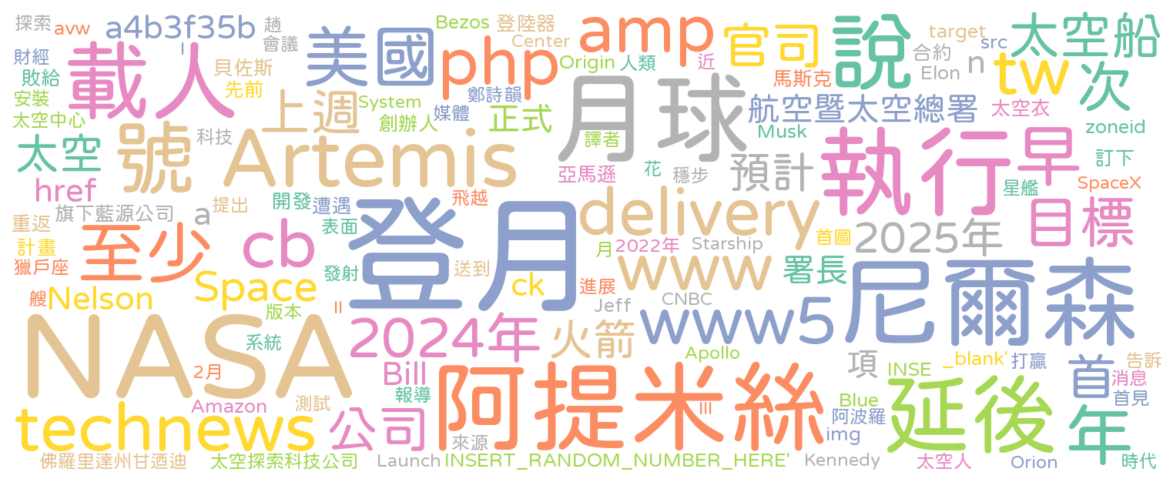 探索 avw a4b3f35b 趟 會議 美國 Bezos 登陸器 Center amp 官司 說 target src 合約 Elon n 太空船 tw 次
財經 l 敗給 安裝 太空中心 載人 貝佐斯 先前 php Origin 人類 近 馬斯克
上週 System 創辦人 鄭詩韻 媒體 正式 月球 航空暨太空總署 Musk 太空衣 zoneid
太空 科技 號 Artemis 譯者 亞馬遜 花 穩步 預計 執行 早 訂下 星艦 SpaceX
href 旗下藍源公司 a 提出 開發 遭遇 飛越 表面 delivery 2025年 目標
重返 計畫 獵戶座 至少 cb 登月 發射 送到 月 2022年 Starship 首圖 署長
艘 Nelson Space 版本 ll ck 進展 www Jeff CNBC www5 尼爾森
NASA 2月 系統 2024年 火箭 Apollo _blank' 打贏 告訴
Bill 阿提米絲 項 INSE 首 消息 首見
technews Amazon 測試 報導 公司 來源 III Blue 阿波羅 img 延後 年
佛羅里達州甘迺迪 太空探索科技公司 Launch INSERT_RANDOM_NUMBER_HERE' Kennedy 太空人 Orion 時代